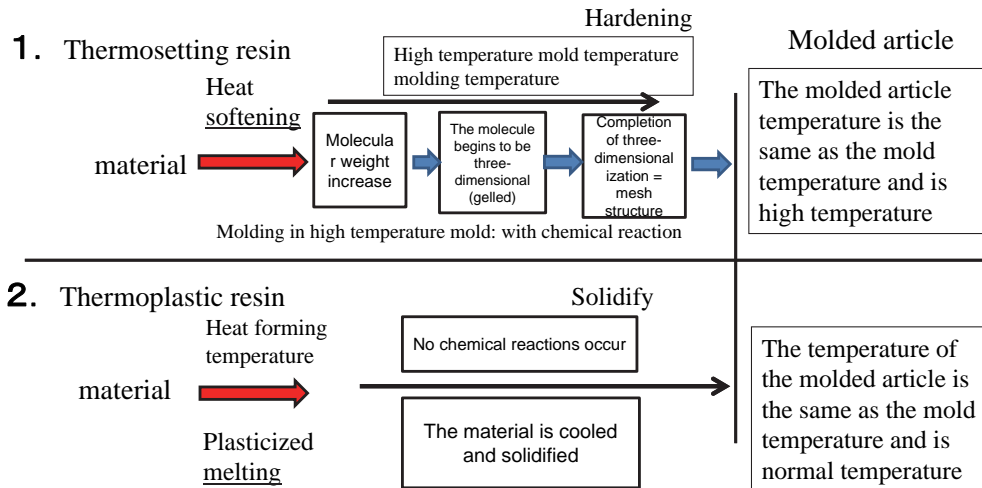 Hardening
1. Thermosetting resin
High temperature mold temperature
molding temperature
Molded article
Heat
softening
material
Molecula
r weight
increase
The molecule
begins to be
three-
dimensional
(gelled)
Completion
of three-
dimensional
ization =
mesh
structure
The molded article
temperature is the
same as the mold
temperature and is
high temperature
Molding in high temperature mold: with chemical reaction
2. Thermoplastic resin
Solidify
Heat forming
temperature
material
Plasticized
melting
No chemical reactions occur
The material is cooled
and solidified
The temperature of
the molded article is
the same as the mold
temperature and is
normal temperature